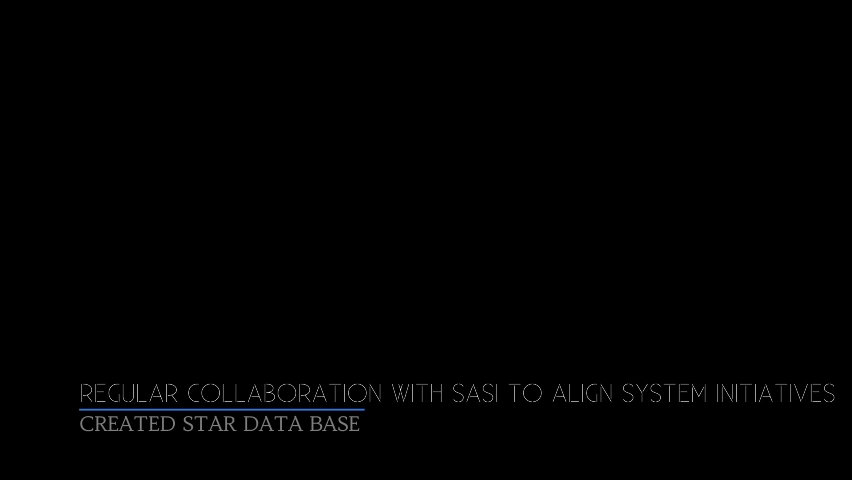 REGULAR COLLABORATION WITH SASI TO ALIGN SYSTEM INITIATIVES
CREATED STAR DATA BASE